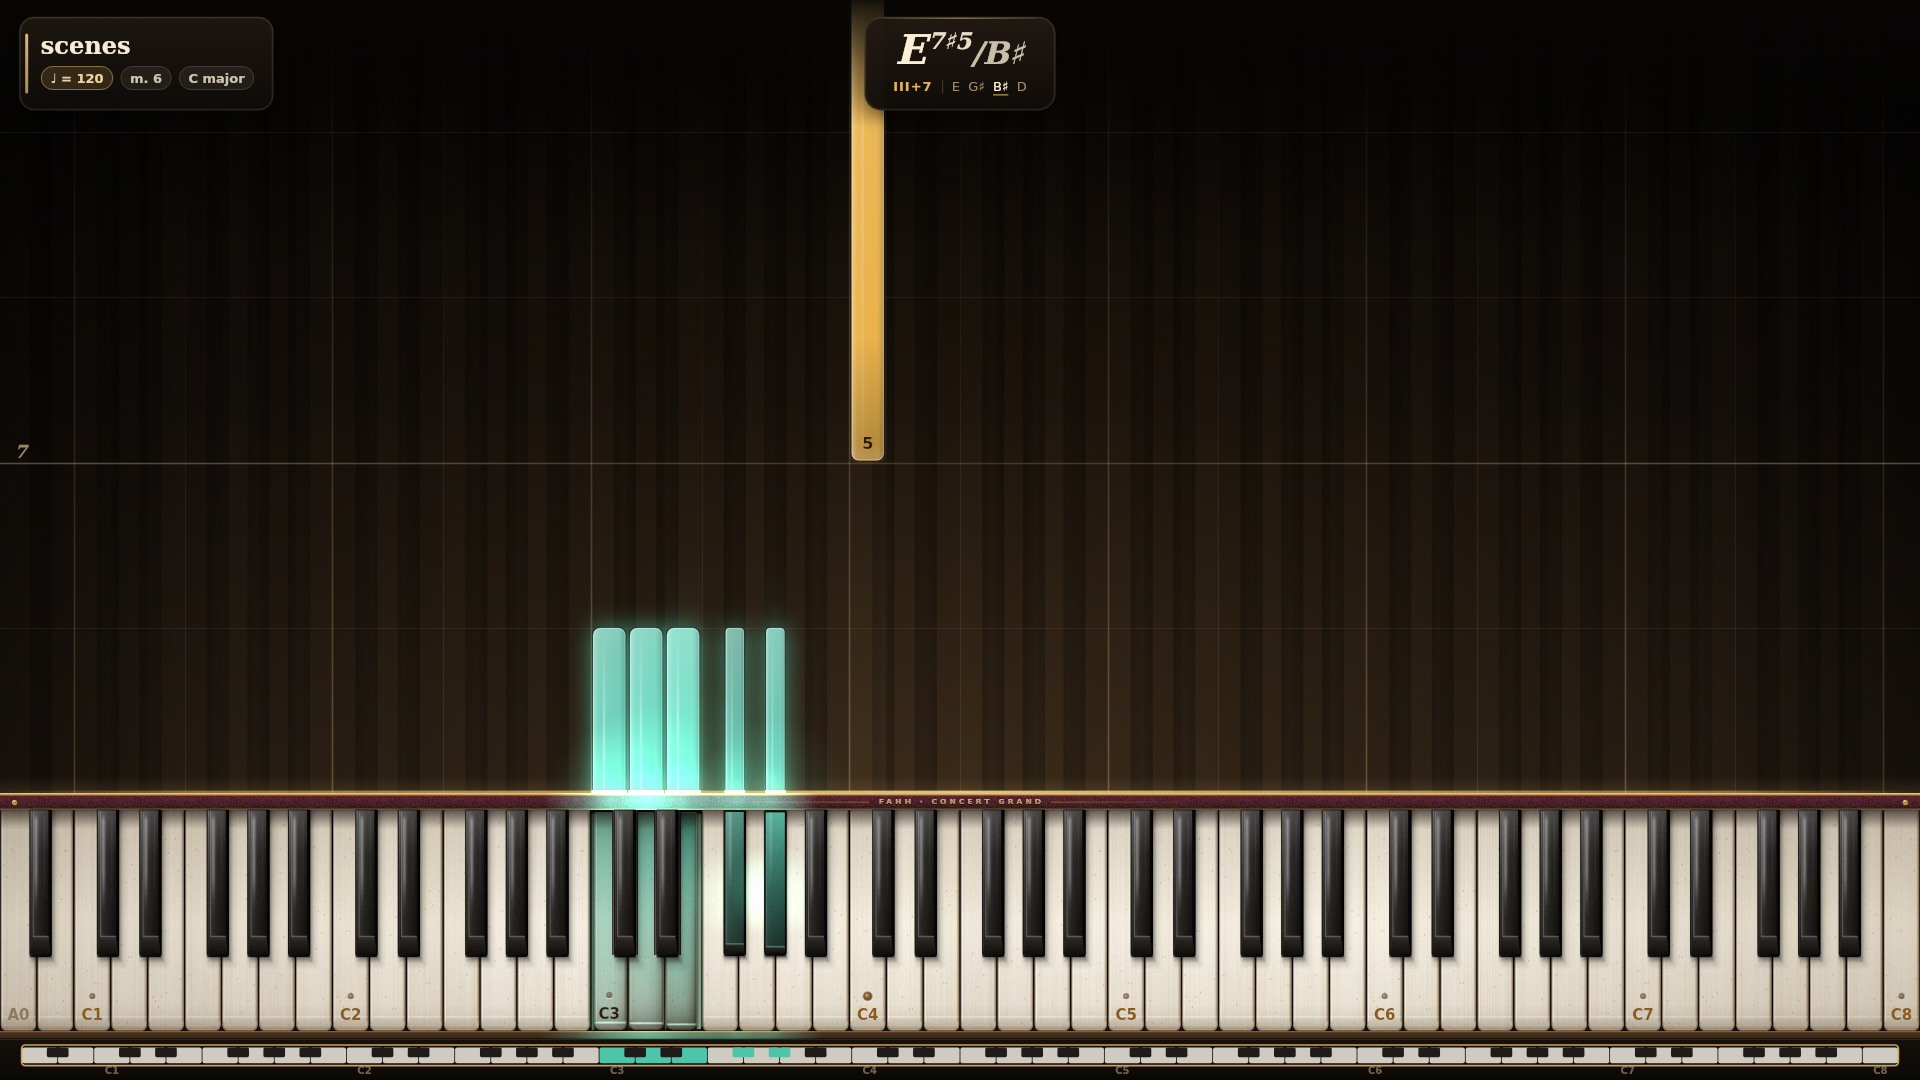 scenes
♩ = 120 m. 6 C major
E7♯5/B♯
III+7 E G♯ B♯ D
5
7
FAHH • CONCERT GRAND
A0 C1 C2 C3 C4 C5 C6 C7 C8
C1 C2 C3 C4 C5 C6 C7 C8